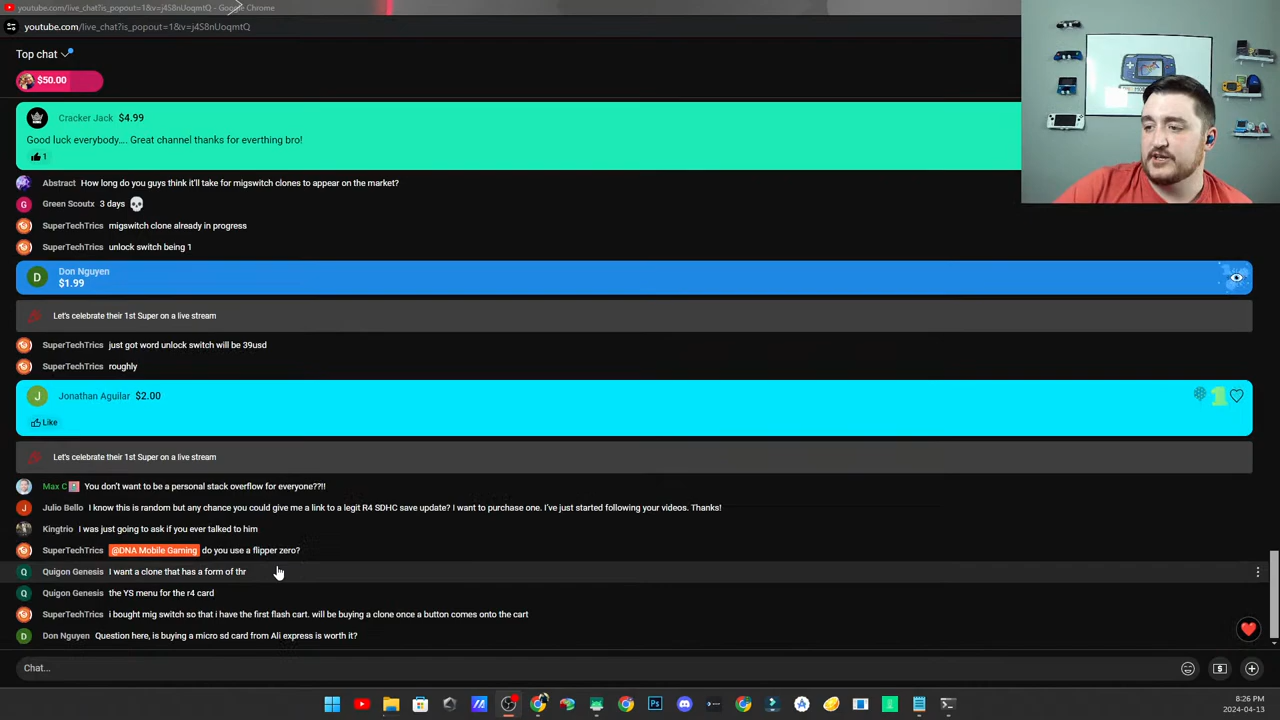 youtube.com/live_chat?is_popout=1&v=j4S8nUoqmtQ - Google Chrome
youtube.com/live_chat?is_popout=1&v=j4S8nUoqmtQ
Top chat
$50.00
Cracker Jack $4.99
Good luck everybody.... Great channel thanks for everthing bro!
1
Abstract How long do you guys think it'll take for migswitch clones to appear on the market?
G Green Scoutx 3 days
SuperTechTrics migswitch clone already in progress
SuperTechTrics unlock switch being 1
D Don Nguyen
$1.99
Let's celebrate their 1st Super on a live stream
SuperTechTrics just got word unlock switch will be 39usd
SuperTechTrics roughly
J Jonathan Aguilar $2.00
Like
Let's celebrate their 1st Super on a live stream
Max C You don't want to be a personal stack overflow for everyone??!!
J Julio Bello I know this is random but any chance you could give me a link to a legit R4 SDHC save update? I want to purchase one. I've just started following your videos. Thanks!
Kingtrio I was just going to ask if you ever talked to him
SuperTechTrics @DNA Mobile Gaming do you use a flipper zero?
Q Quigon Genesis I want a clone that has a form of thr
Q Quigon Genesis the YS menu for the r4 card
SuperTechTrics i bought mig switch so that i have the first flash cart. will be buying a clone once a button comes onto the cart
D Don Nguyen Question here, is buying a micro sd card from Ali express is worth it?
Chat...
8:26 PM
2024-04-13